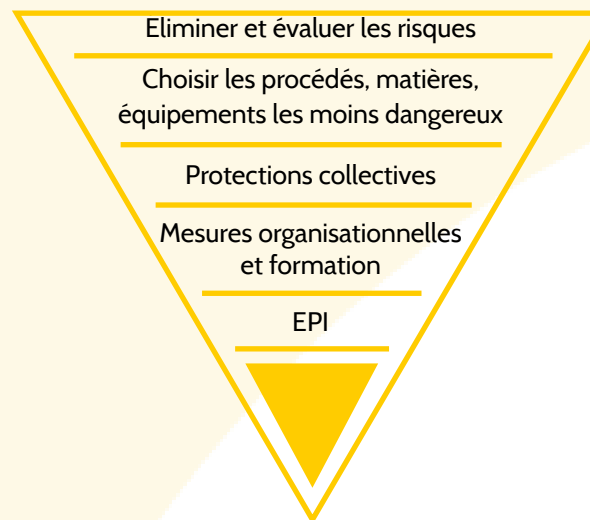 Eliminer et évaluer les risques
Choisir les procédés, matières,
équipements les moins dangereux
Protections collectives
Mesures organisationnelles
et formation
EPI